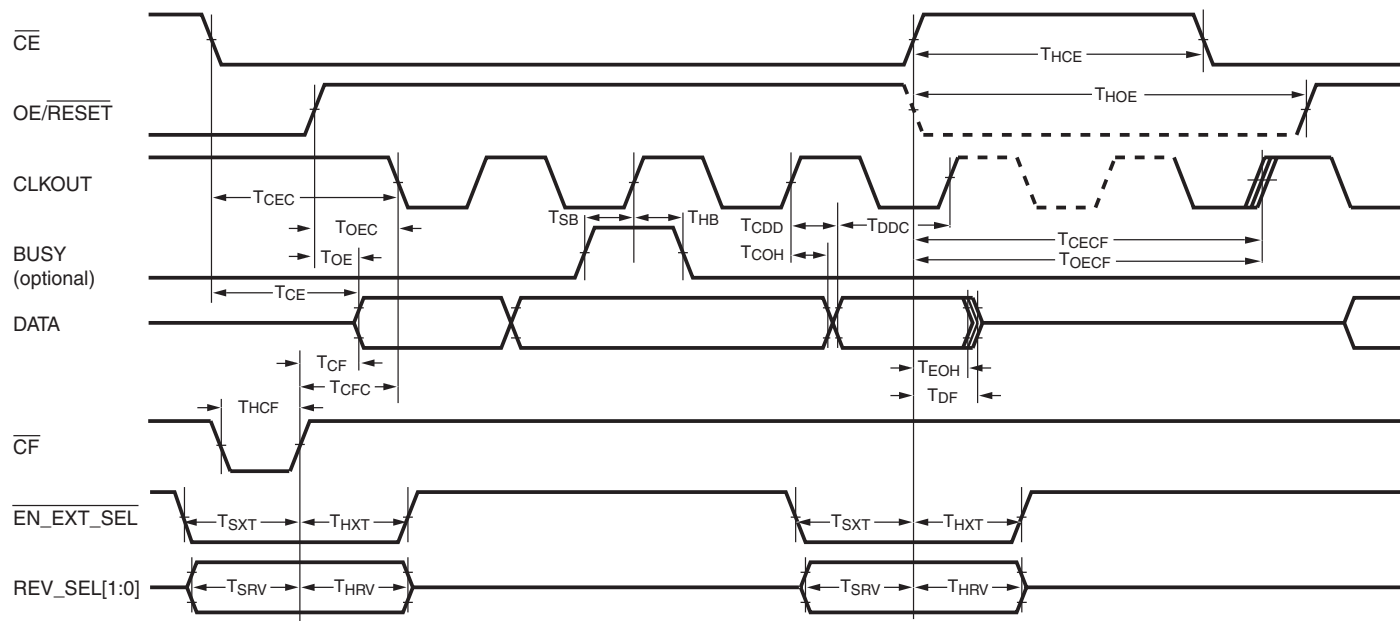 CE
THCE
OE/RESET
THOE
CLKOUT
TCEC
TSB
THB
TCDD
TDDC
TOEC
TCECF
BUSY
(optional)
TOE
TCOH
TOECF
TCE
DATA
TCF
TEOH
TCFC
TDF
THCF
CF
EN_EXT_SEL
TSXT
THXT
TSXT
THXT
REV_SEL[1:0]
TSRV
THRV
TSRV
THRV